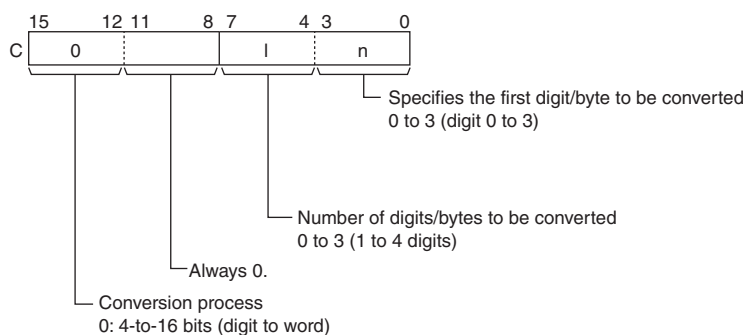 15 12 11 8 7 4 3 0
C 0 l n
Specifies the first digit/byte to be converted
0 to 3 (digit 0 to 3)
Number of digits/bytes to be converted
0 to 3 (1 to 4 digits)
Always 0.
Conversion process
0: 4-to-16 bits (digit to word)